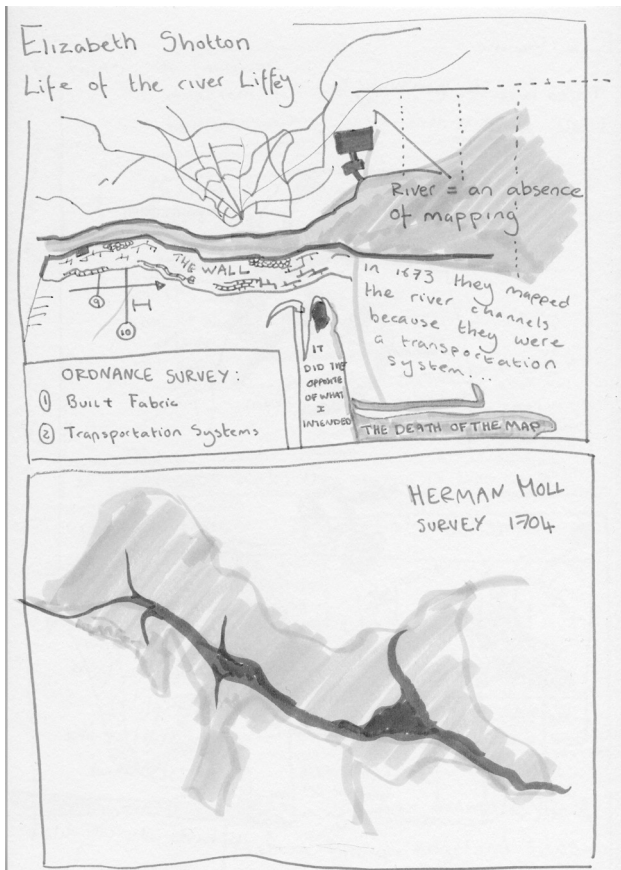 Elizabeth Shotton
Life of the river Liffey
River = an absence
of mapping
THE WALL
9
10
In 1673 they mapped
the river channels
because they were
a transportation
system...
IT
DID THE
OPPOSITE
OF WHAT
I
INTENDED
THE DEATH OF THE MAP
ORDNANCE SURVEY:
1 Built Fabric
2 Transportation Systems
HERMAN MOLL
SURVEY 1704